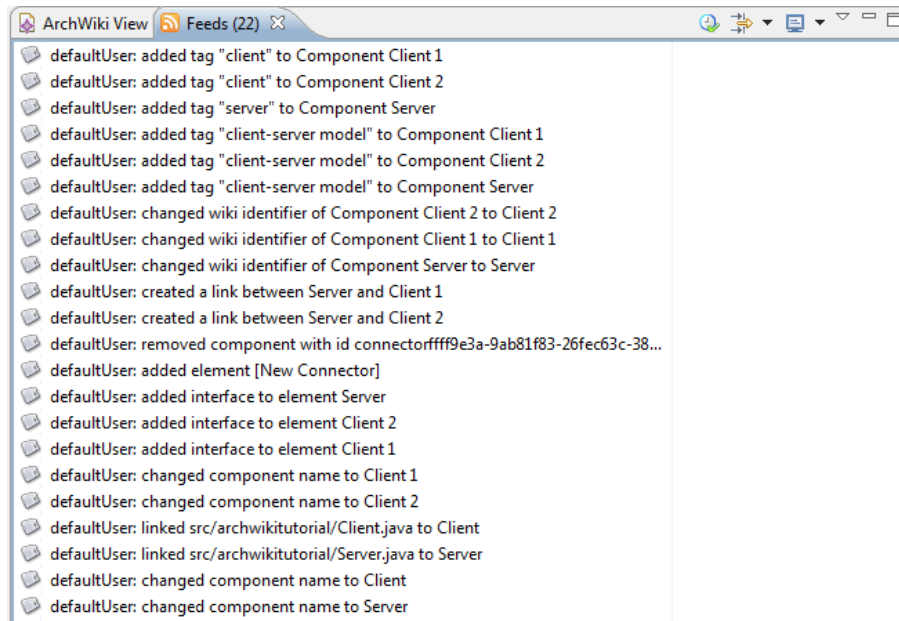 ArchWiki View Feeds (22)
defaultUser: added tag "client" to Component Client 1
defaultUser: added tag "client" to Component Client 2
defaultUser: added tag "server" to Component Server
defaultUser: added tag "client-server model" to Component Client 1
defaultUser: added tag "client-server model" to Component Client 2
defaultUser: added tag "client-server model" to Component Server
defaultUser: changed wiki identifier of Component Client 2 to Client 2
defaultUser: changed wiki identifier of Component Client 1 to Client 1
defaultUser: changed wiki identifier of Component Server to Server
defaultUser: created a link between Server and Client 1
defaultUser: created a link between Server and Client 2
defaultUser: removed component with id connectorffff9e3a-9ab81f83-26fec63c-38...
defaultUser: added element [New Connector]
defaultUser: added interface to element Server
defaultUser: added interface to element Client 2
defaultUser: added interface to element Client 1
defaultUser: changed component name to Client 1
defaultUser: changed component name to Client 2
defaultUser: linked src/archwikitutorial/Client.java to Client
defaultUser: linked src/archwikitutorial/Server.java to Server
defaultUser: changed component name to Client
defaultUser: changed component name to Server